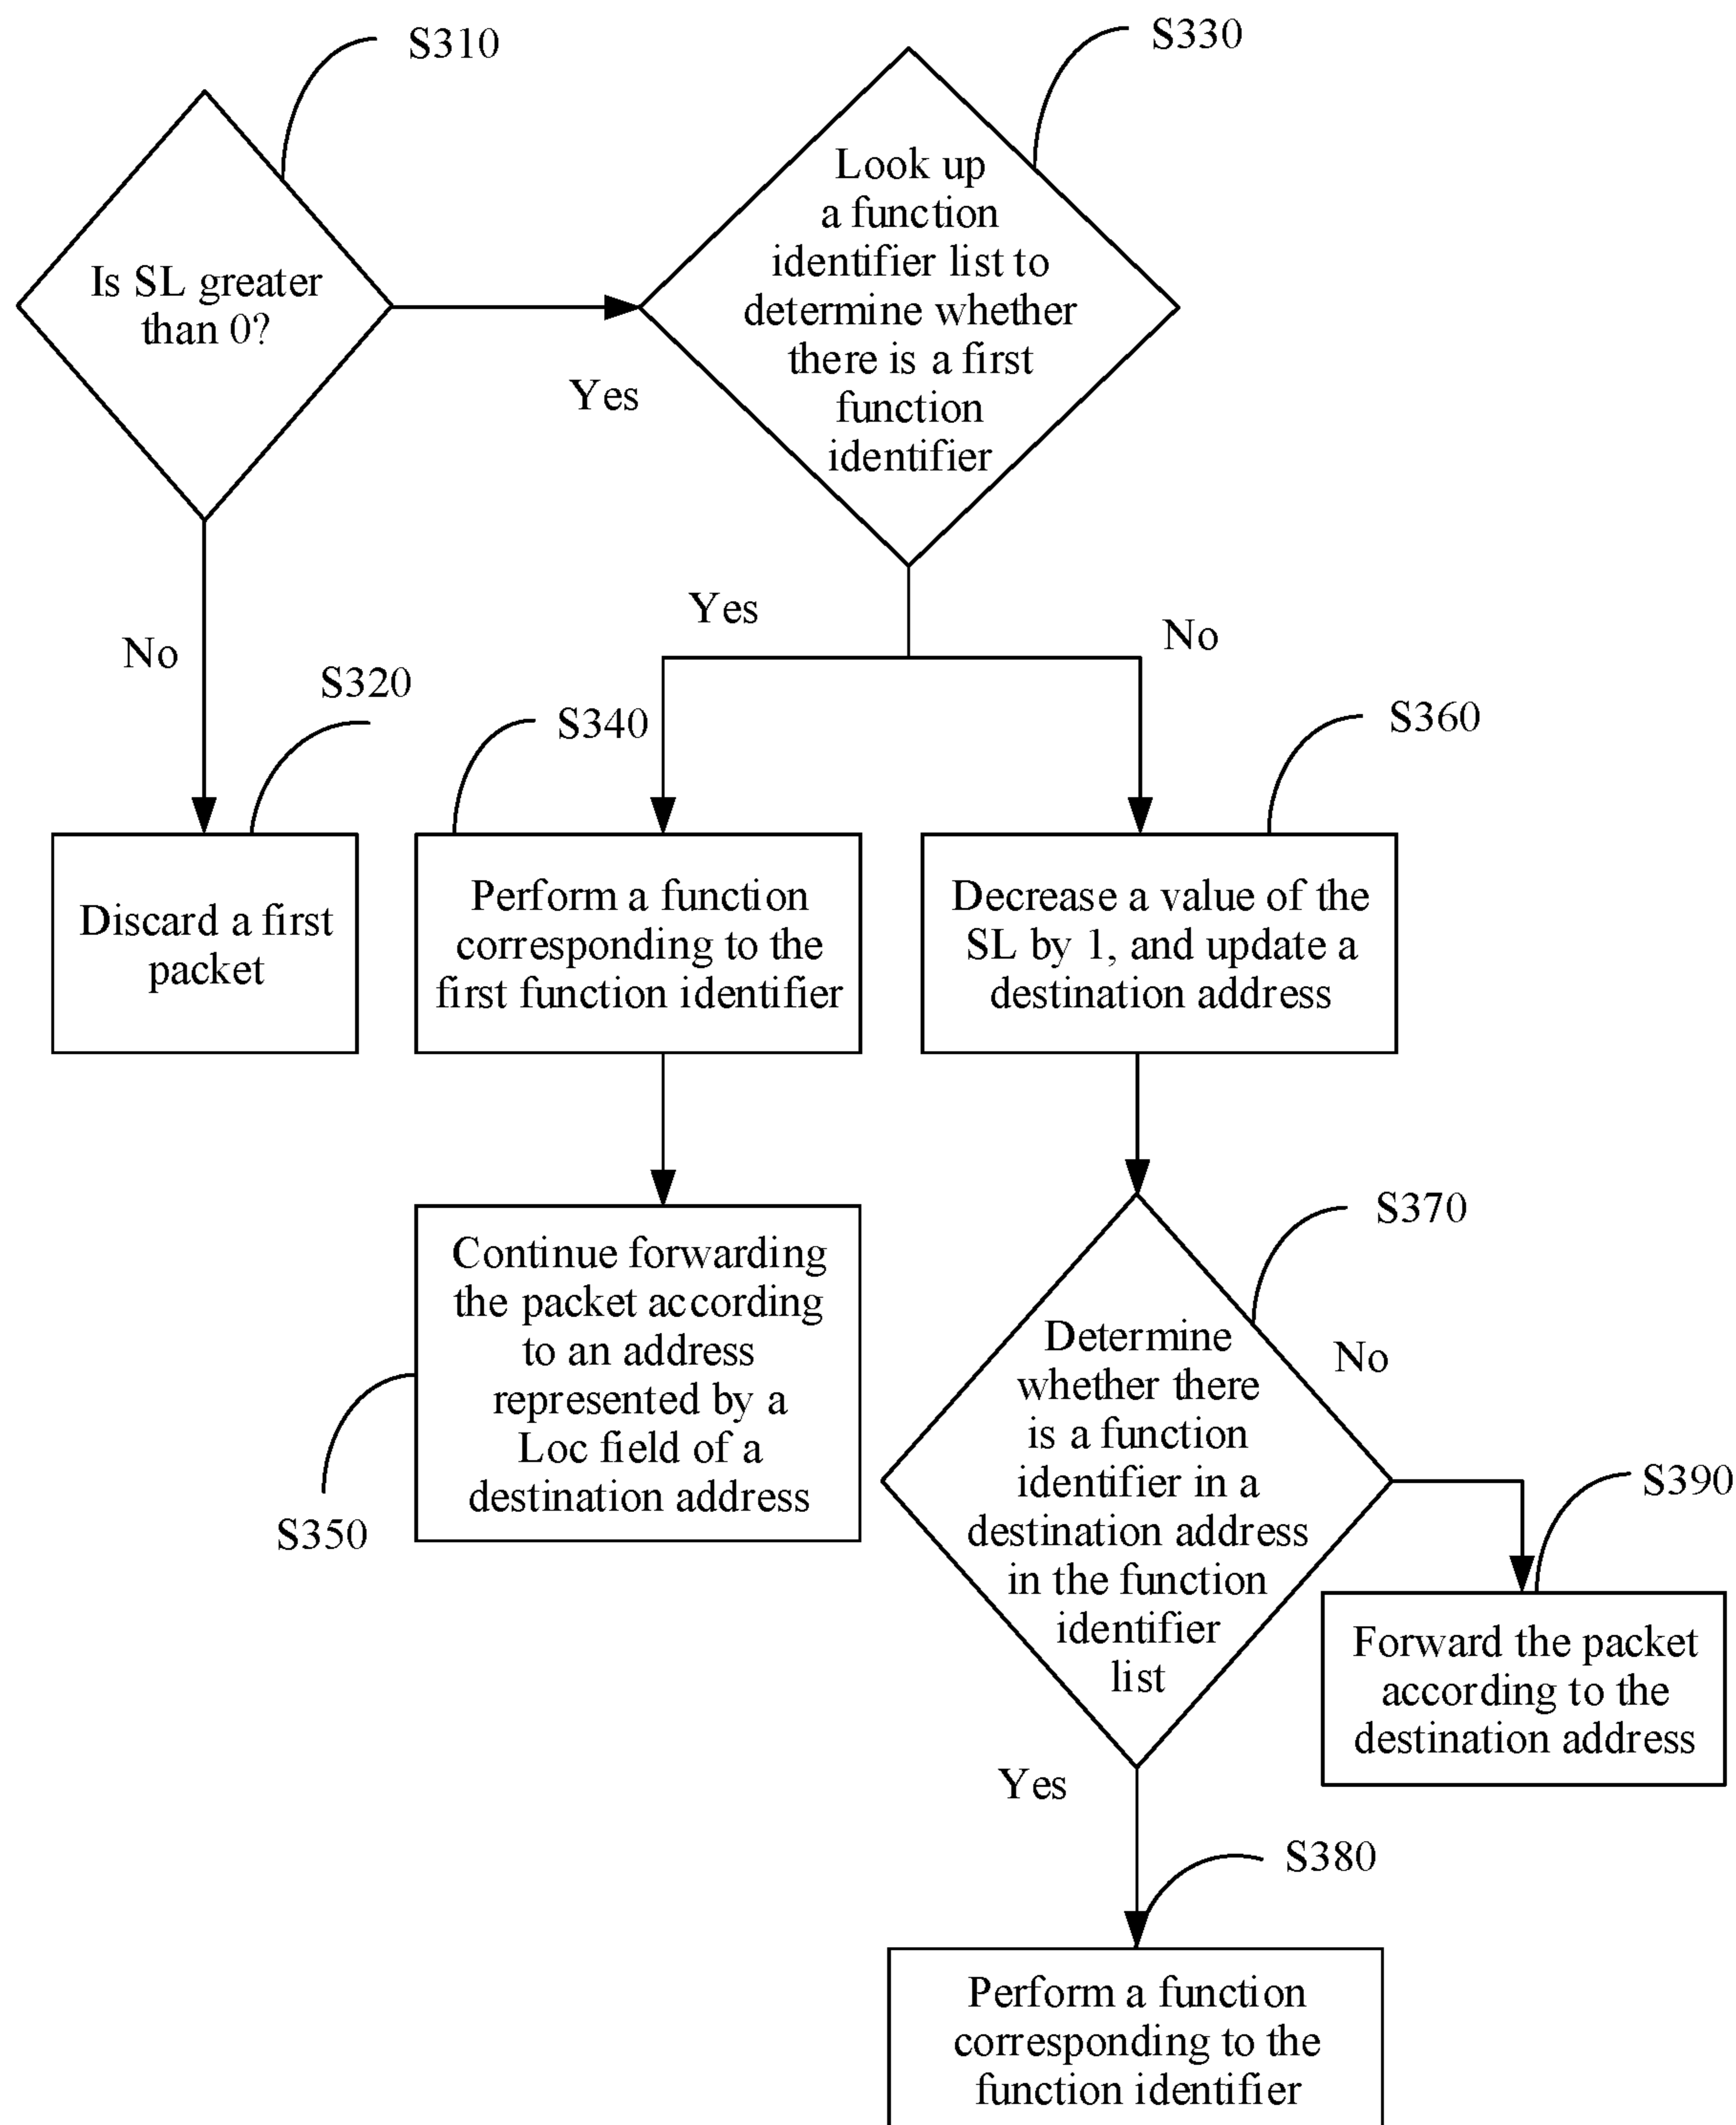 S310
S330
Is SL greater
than 0?
Look up
a function
identifier list to
determine whether
there is a first
function
identifier
Yes
Yes
No
No
S320
S340
S360
Discard a first
packet
Perform a function
corresponding to the
first function identifier
Decrease a value of the
SL by 1, and update a
destination address
S370
Continue forwarding
the packet according
to an address
represented by a
Loc field of a
destination address
S350
Determine
whether there
is a function
identifier in a
destination address
in the function
identifier
list
No
S390
Forward the packet
according to the
destination address
Yes
S380
Perform a function
corresponding to the
function identifier